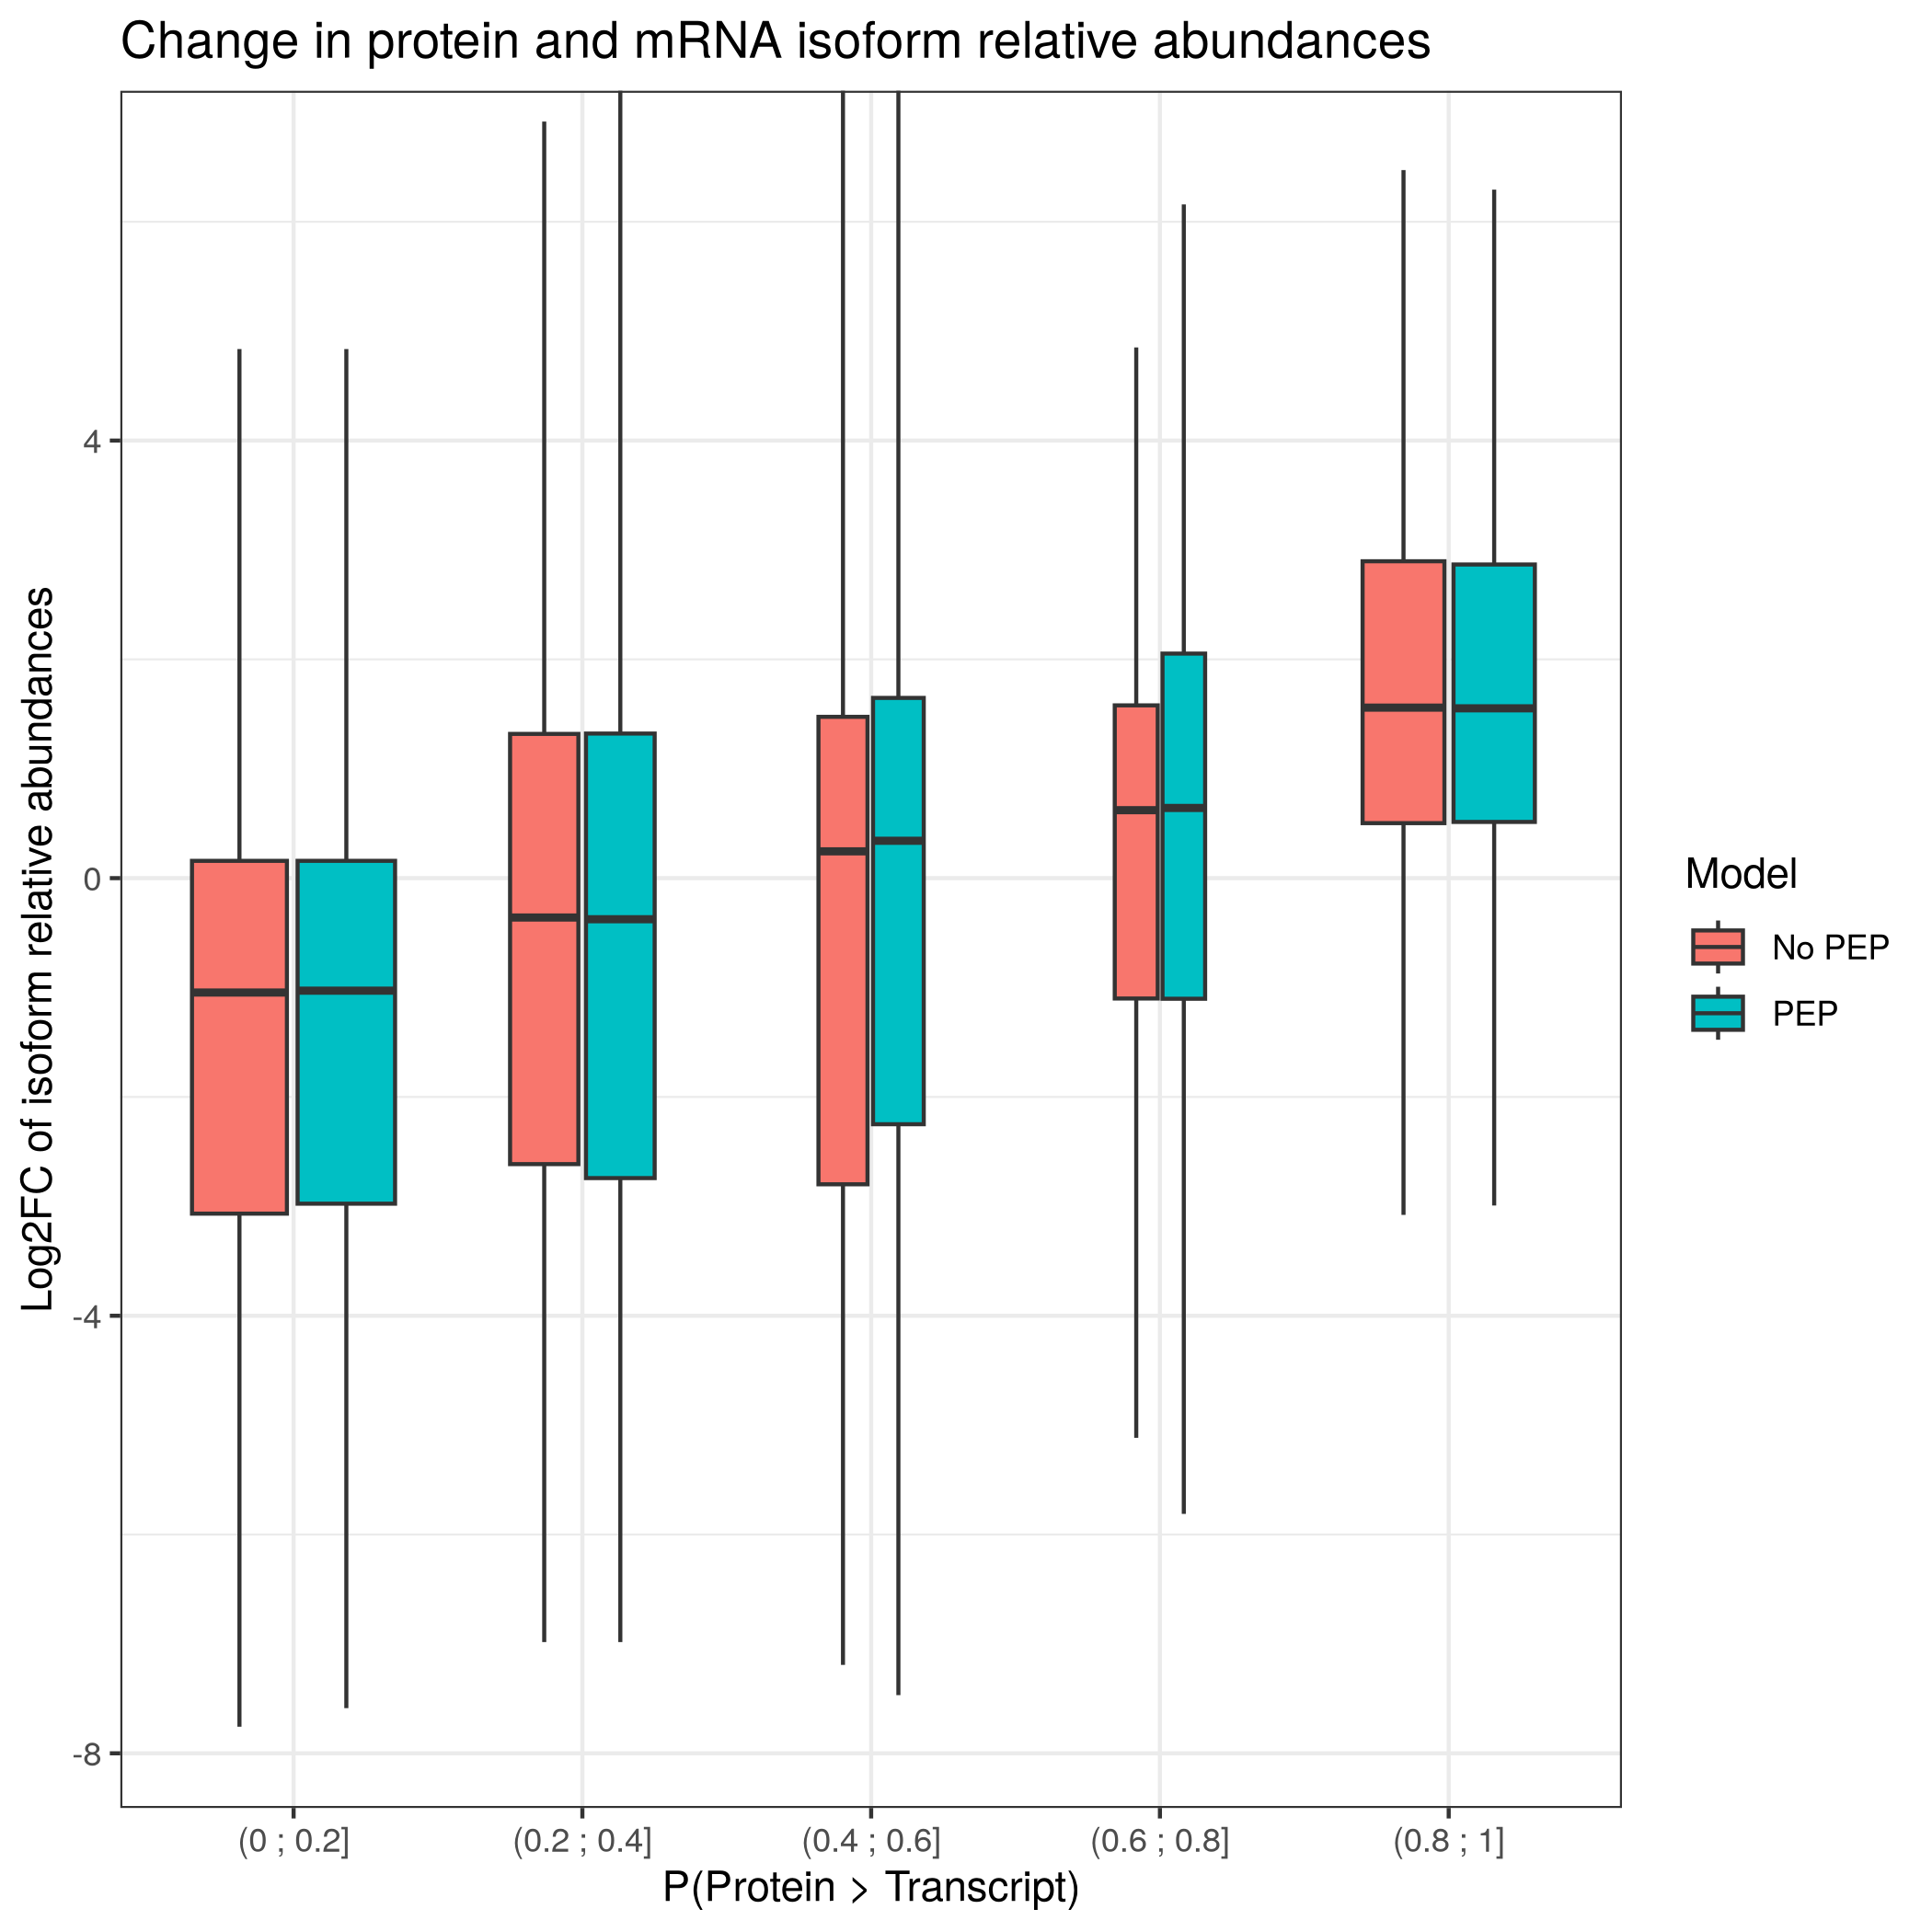 Change in protein and mRNA isoform relative abundances
Log2FC of isoform relative abundances
4
0
-4
-8
(0 ; 0.2]
(0.2 ; 0.4]
(0.4 ; 0.6]
(0.6 ; 0.8]
(0.8 ; 1]
P(Protein > Transcript)
Model
No PEP
PEP